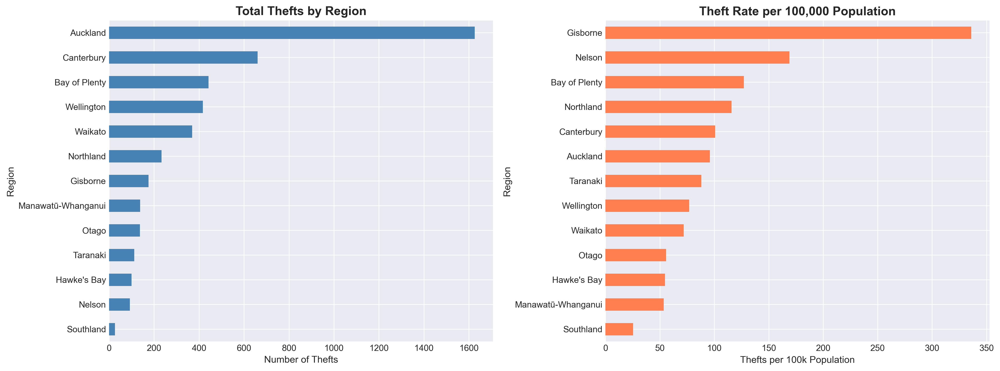 Total Thefts by Region
Region
Auckland
Canterbury
Bay of Plenty
Wellington
Waikato
Northland
Gisborne
Manawatū-Whanganui
Otago
Taranaki
Hawke's Bay
Nelson
Southland
0 200 400 600 800 1000 1200 1400 1600
Number of Thefts
Theft Rate per 100,000 Population
Region
Gisborne
Nelson
Bay of Plenty
Northland
Canterbury
Auckland
Taranaki
Wellington
Waikato
Otago
Hawke's Bay
Manawatū-Whanganui
Southland
0 50 100 150 200 250 300 350
Thefts per 100k Population